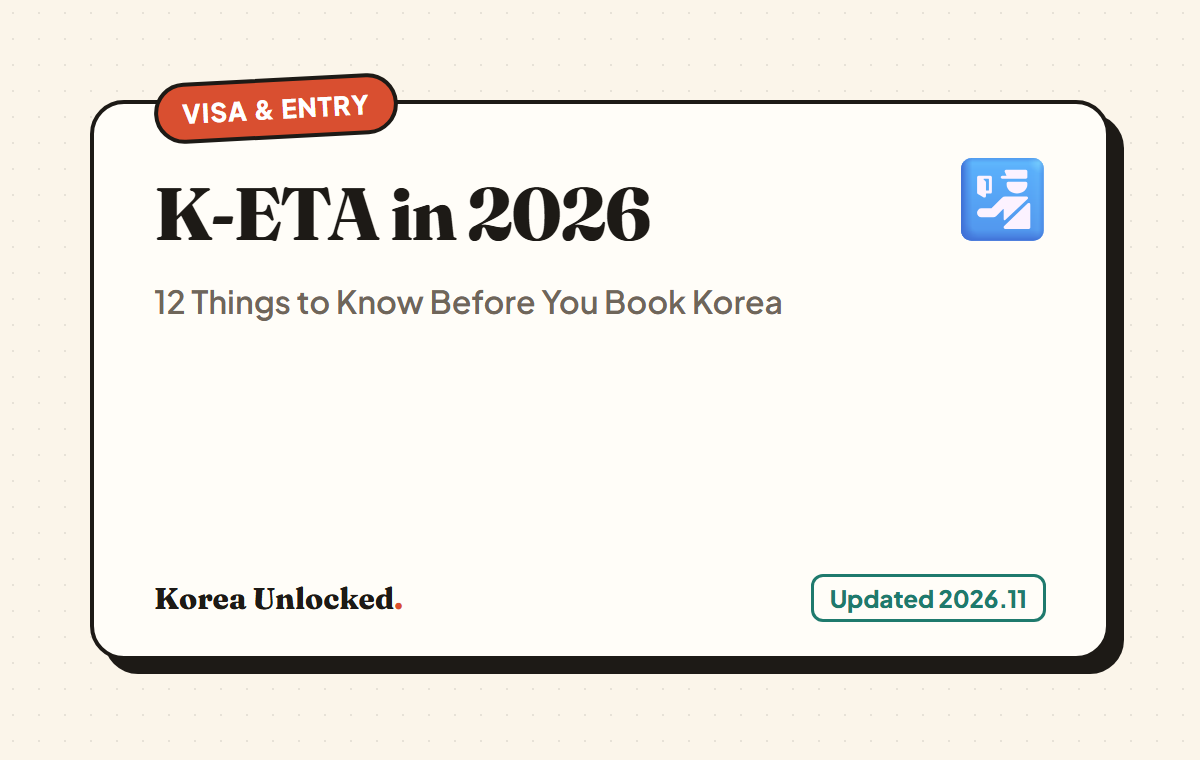 VISA & ENTRY
K-ETA in 2026
12 Things to Know Before You Book Korea
Korea Unlocked.
Updated 2026.11